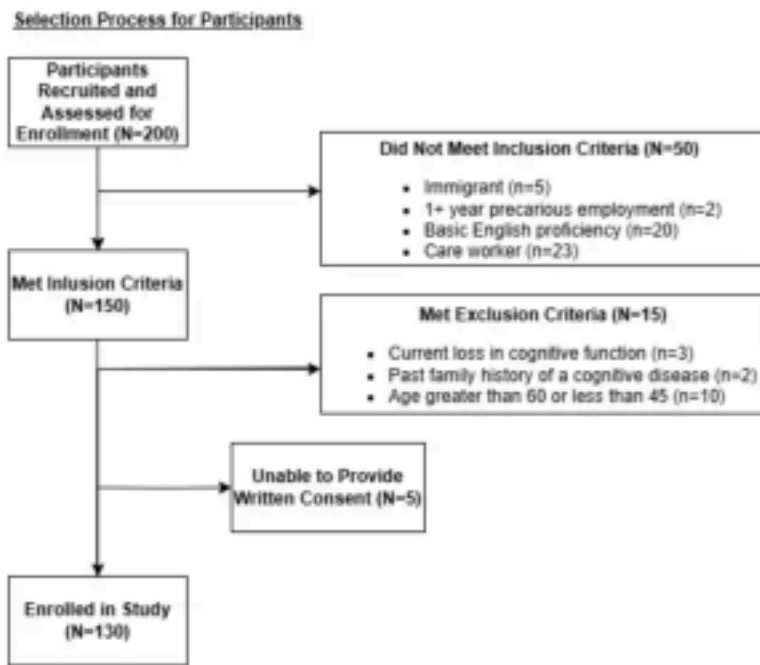 Selection Process for Participants
Participants
Recruited and
Assessed for
Enrollment (N=200)
Did Not Meet Inclusion Criteria (N=50)
• Immigrant (n=5)
• 1+ year precarious employment (n=2)
• Basic English proficiency (n=20)
• Care worker (n=23)
Met Inlusion Criteria
(N=150)
Met Exclusion Criteria (N=15)
• Current loss in cognitive function (n=3)
• Past family history of a cognitive disease (n=2)
• Age greater than 60 or less than 45 (n=10)
Unable to Provide
Written Consent (N=5)
Enrolled in Study
(N=130)